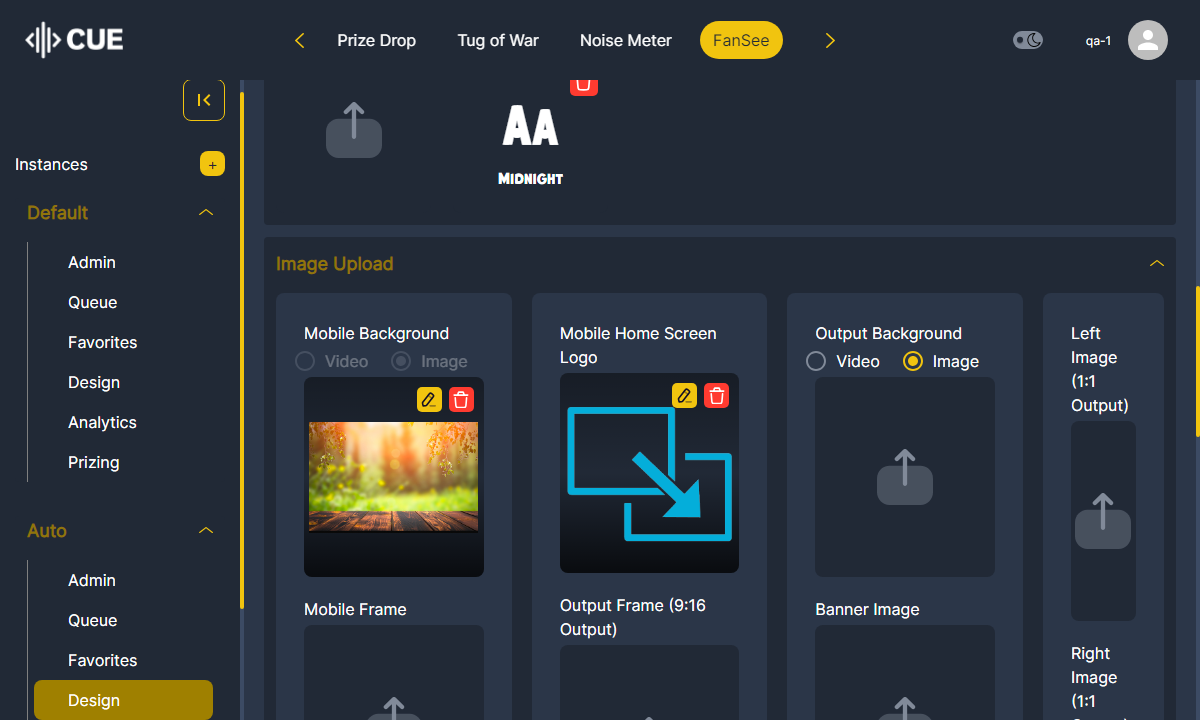 CUE
Prize Drop
Tug of War
Noise Meter
FanSee
qa-1
Instances
+
Default
Admin
Queue
Favorites
Design
Analytics
Prizing
Auto
Admin
Queue
Favorites
Design
AA
MIDNIGHT
Image Upload
Mobile Background
Video
Image
Mobile Home Screen
Logo
Output Background
Video
Image
Left
Image
(1:1
Output)
Mobile Frame
Output Frame (9:16
Output)
Banner Image
Right
Image
(1:1